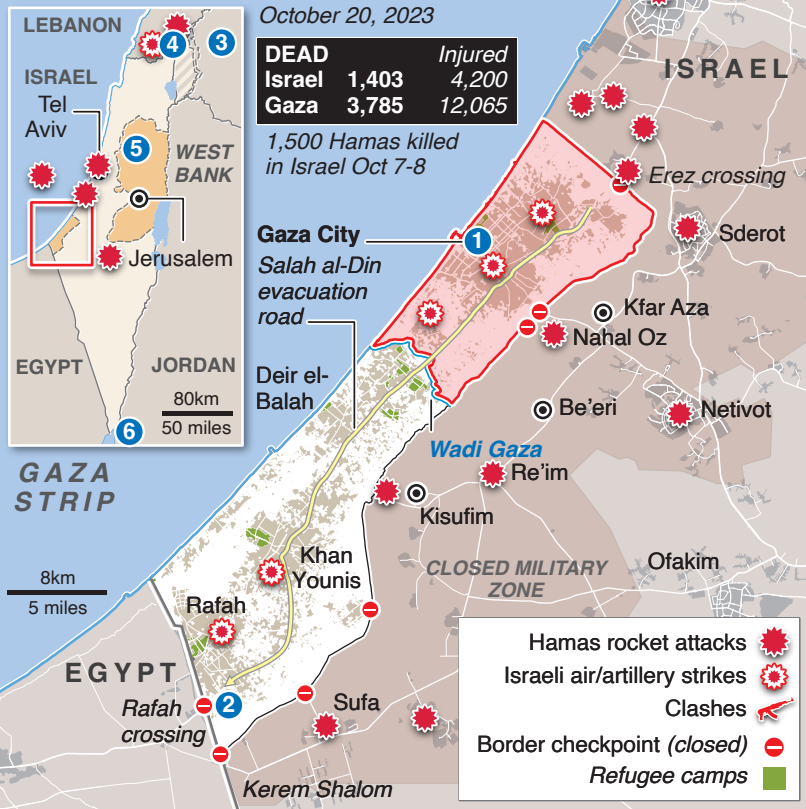 October 20, 2023
DEAD Injured
Israel 1,403 4,200
Gaza 3,785 12,065
1,500 Hamas killed
in Israel Oct 7-8
LEBANON
4
3
ISRAEL
Tel
Aviv
5
WEST
BANK
Jerusalem
EGYPT
JORDAN
80km
50 miles
6
ISRAEL
Erez crossing
Gaza City
1
Sderot
Salah al-Din
evacuation
road
Kfar Aza
Nahal Oz
Deir el-
Balah
Be'eri
Netivot
Wadi Gaza
GAZA
STRIP
Re'im
Kisufim
Khan
Younis
CLOSED MILITARY
ZONE
Ofakim
8km
5 miles
Rafah
EGYPT
Rafah
crossing
2
Sufa
Kerem Shalom
Hamas rocket attacks
Israeli air/artillery strikes
Clashes
Border checkpoint (closed)
Refugee camps